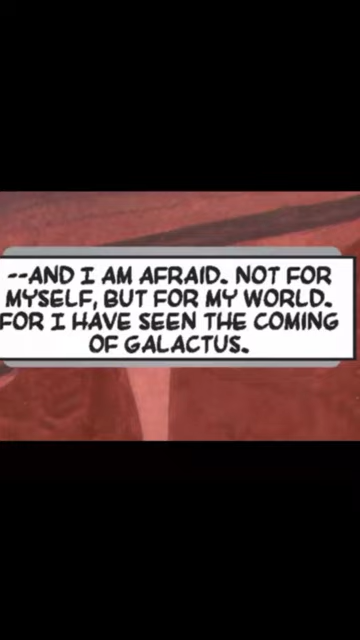 --AND I AM AFRAID. NOT FOR
MYSELF, BUT FOR MY WORLD.
FOR I HAVE SEEN THE COMING
OF GALACTUS.